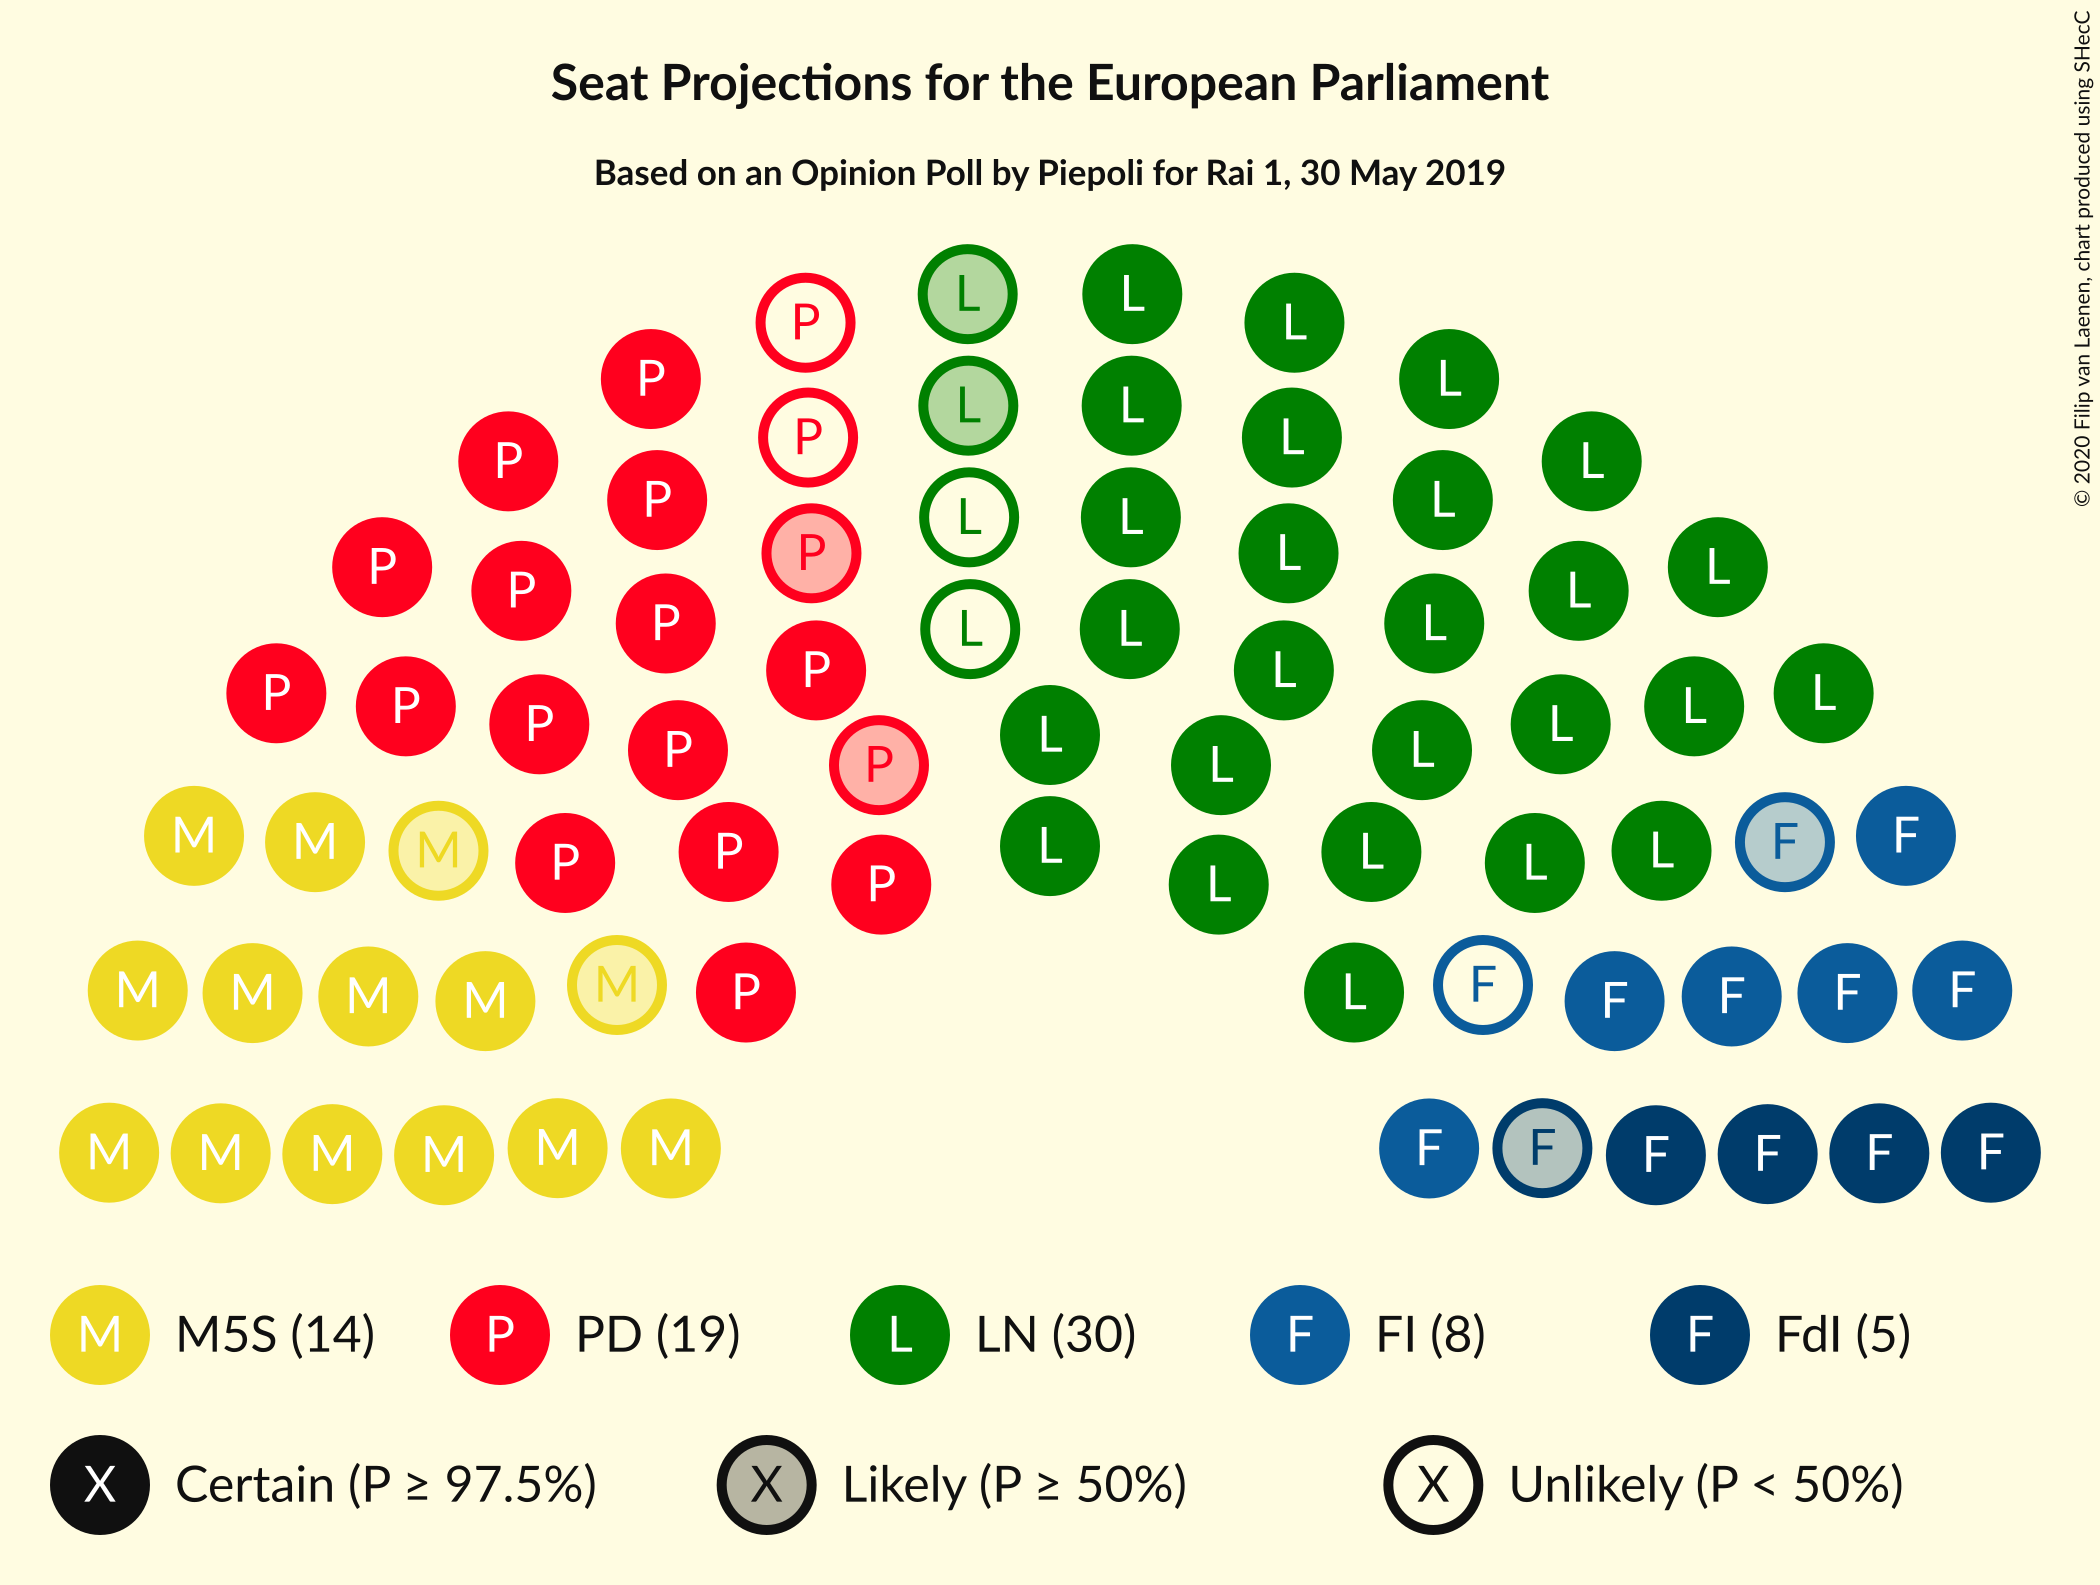 Seat Projections for the European Parliament
Based on an Opinion Poll by Piepoli for Rai 1, 30 May 2019
© 2020 Filip van Laenen, chart produced using SHecC
L L
P L
P L
L L
P L
P L
P P L L
L L
P L
P L
P P L L
P P L L
L L
P L
P P L L
P P P L L L
L
P P L L
M M M P P P L L L L L F F
M M M M M P L F F F F F
M M M M M M F F F F F F
M M5S (14) P PD (19) L LN (30) F FI (8) F FdI (5)
X Certain (P ≥ 97.5%) X Likely (P ≥ 50%) X Unlikely (P < 50%)